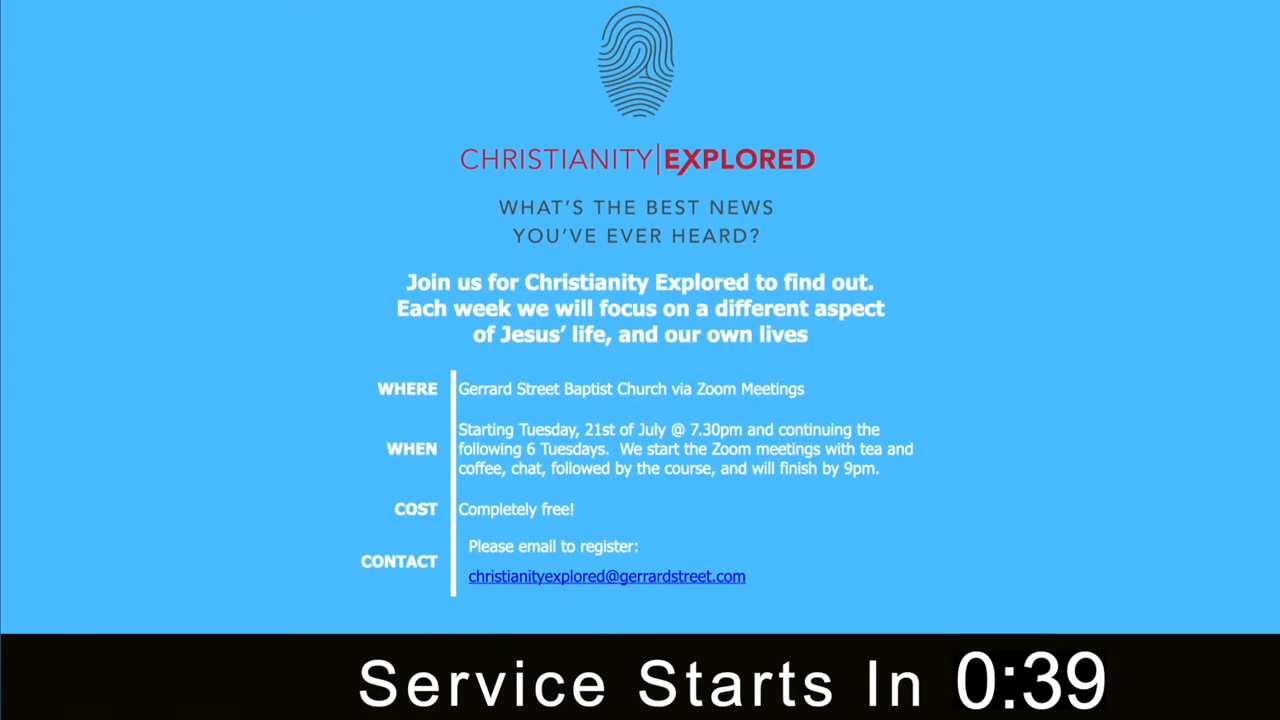 CHRISTIANITY|EXPLORED
WHAT'S THE BEST NEWS
YOU'VE EVER HEARD?
Join us for Christianity Explored to find out.
Each week we will focus on a different aspect
of Jesus' life, and our own lives
WHERE Gerrard Street Baptist Church via Zoom Meetings
Starting Tuesday, 21st of July @ 7.30pm and continuing the
WHEN following 6 Tuesdays. We start the Zoom meetings with tea and
coffee, chat, followed by the course, and will finish by 9pm.
COST Completely free!
Please email to register:
CONTACT
christianityexplored@gerrardstreet.com
Service Starts In 0:39